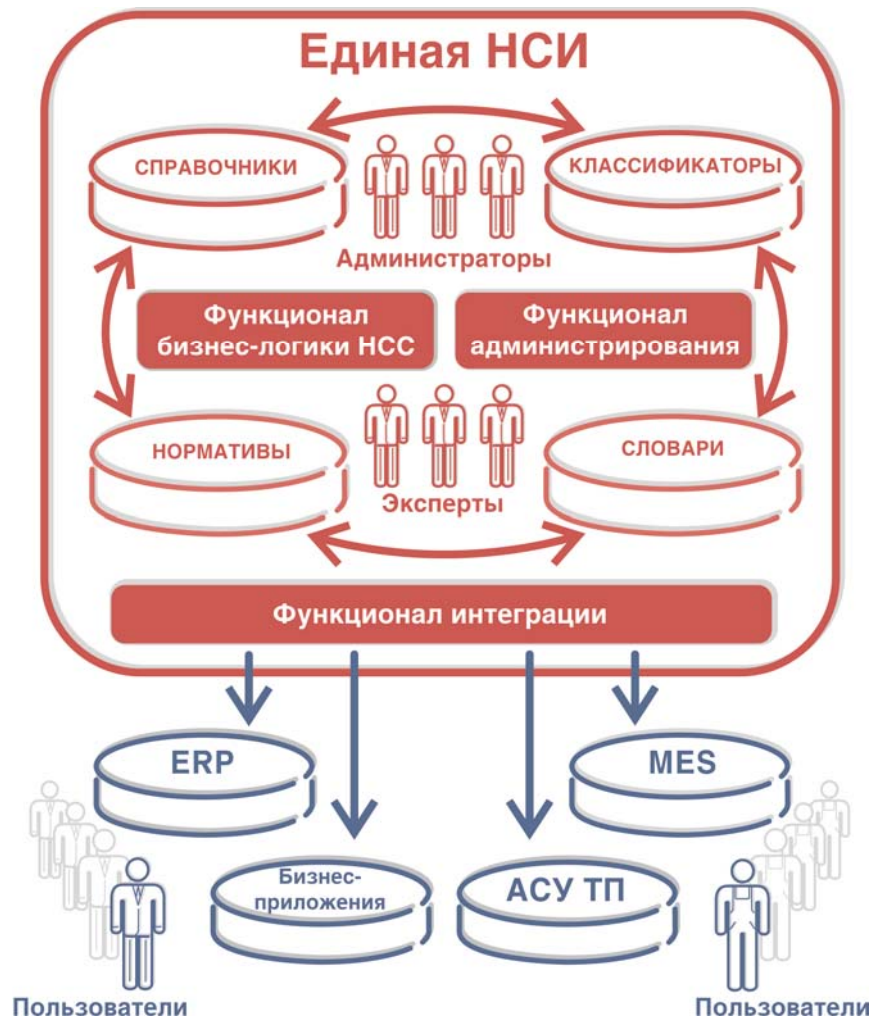 Единая НСИ
СПРАВОЧНИКИ
КЛАССИФИКАТОРЫ
Администраторы
Функционал
бизнес-логики НСС
Функционал
администрирования
НОРМАТИВЫ
СЛОВАРИ
Эксперты
Функционал интеграции
ERP
MES
Бизнес-
приложения
АСУ ТП
Пользователи
Пользователи